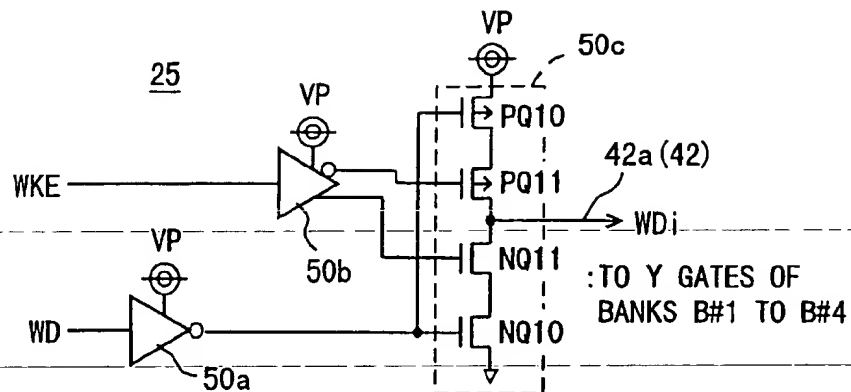 VP
50c
25
VP
PQ10
WKE
PQ11
42a(42)
WDi
50b
VP
NQ11
:TO Y GATES OF
BANKS B#1 TO B#4
WD
NQ10
50a